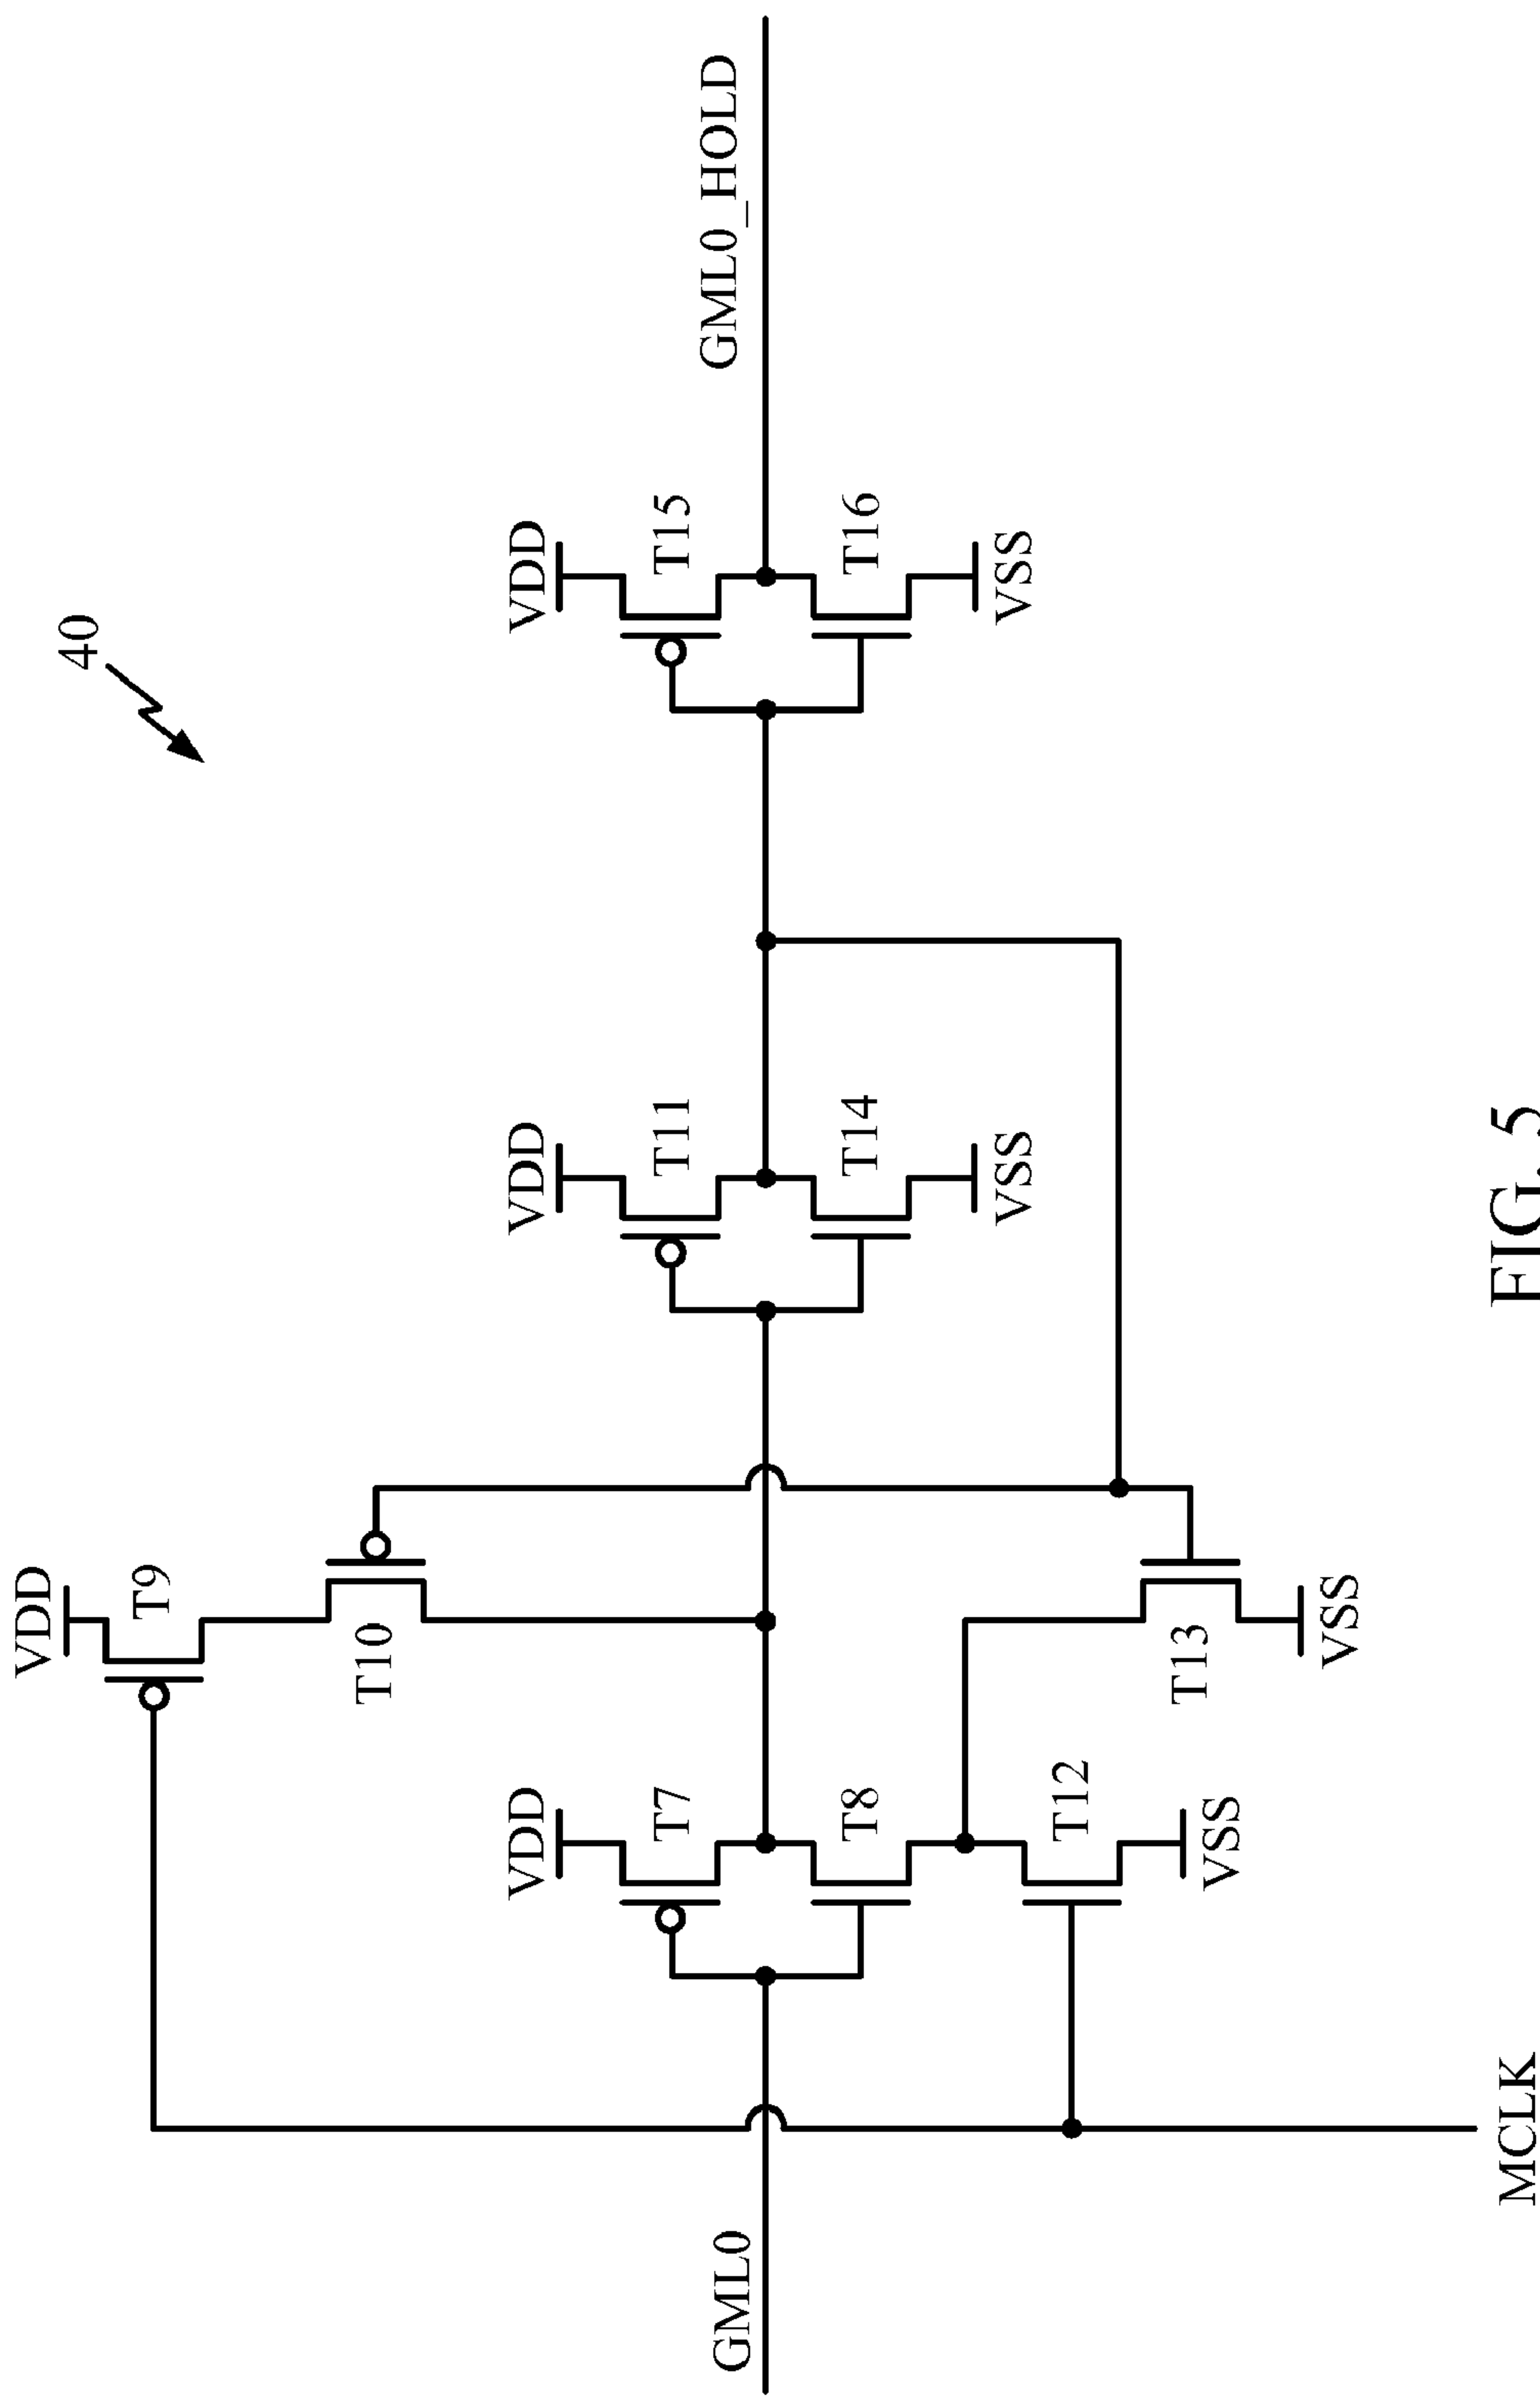 40
VDD
T9
T10
VDD
T7
T8
T12
VSS
T13
VSS
VDD
T11
T14
VSS
VDD
T15
T16
VSS
GML0
GML0_HOLD
MCLK
FIG. 5